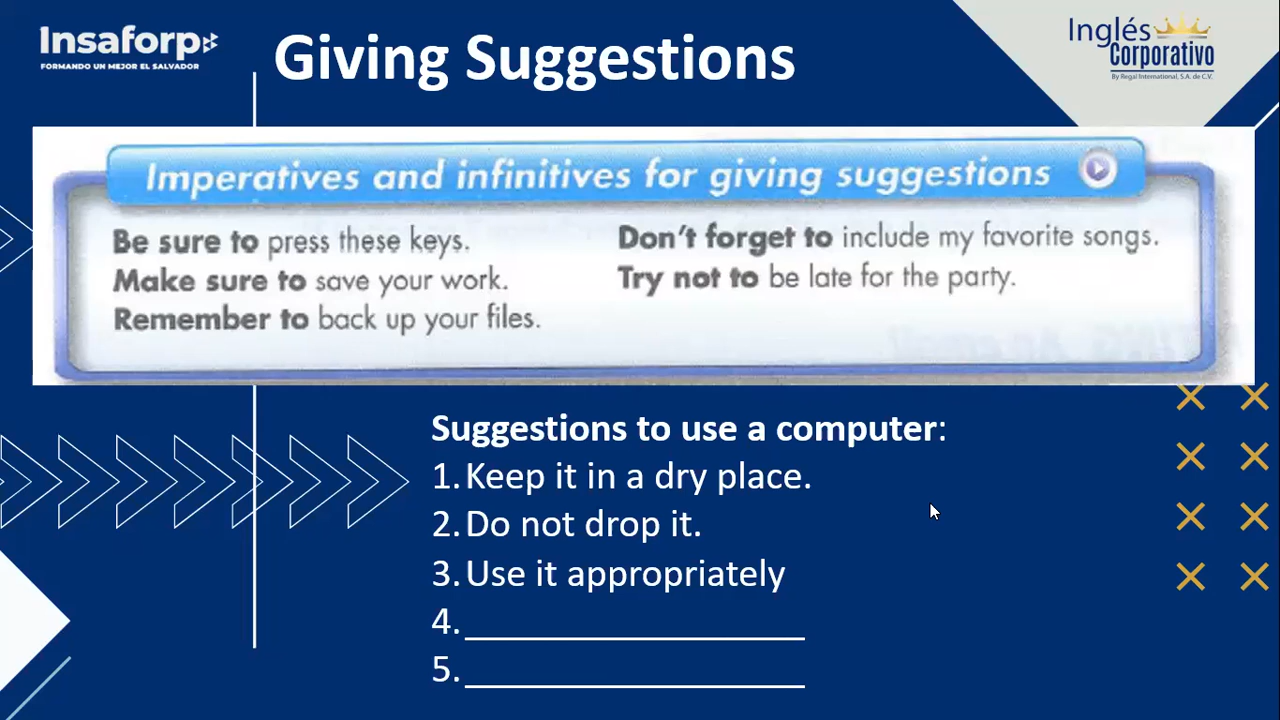 Insaforp
FORMANDO UN MEJOR EL SALVADOR
Giving Suggestions
Inglés
Corporativo
By Regal International, S.A. de C.V.
Imperatives and infinitives for giving suggestions
Be sure to press these keys.
Make sure to save your work.
Remember to back up your files.
Don't forget to include my favorite songs.
Try not to be late for the party.
Suggestions to use a computer:
1. Keep it in a dry place.
2. Do not drop it.
3. Use it appropriately
4. __________________
5. __________________